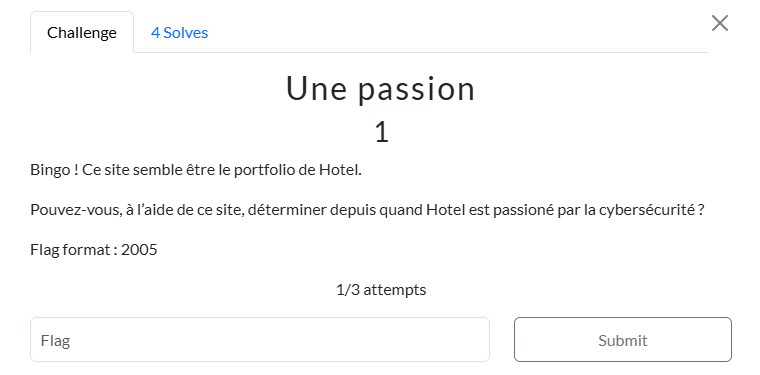 Challenge
4 Solves
Une passion
1
Bingo ! Ce site semble être le portfolio de Hotel.
Pouvez-vous, à l’aide de ce site, déterminer depuis quand Hotel est passioné par la cybersécurité ?
Flag format : 2005
1/3 attempts
Flag
Submit